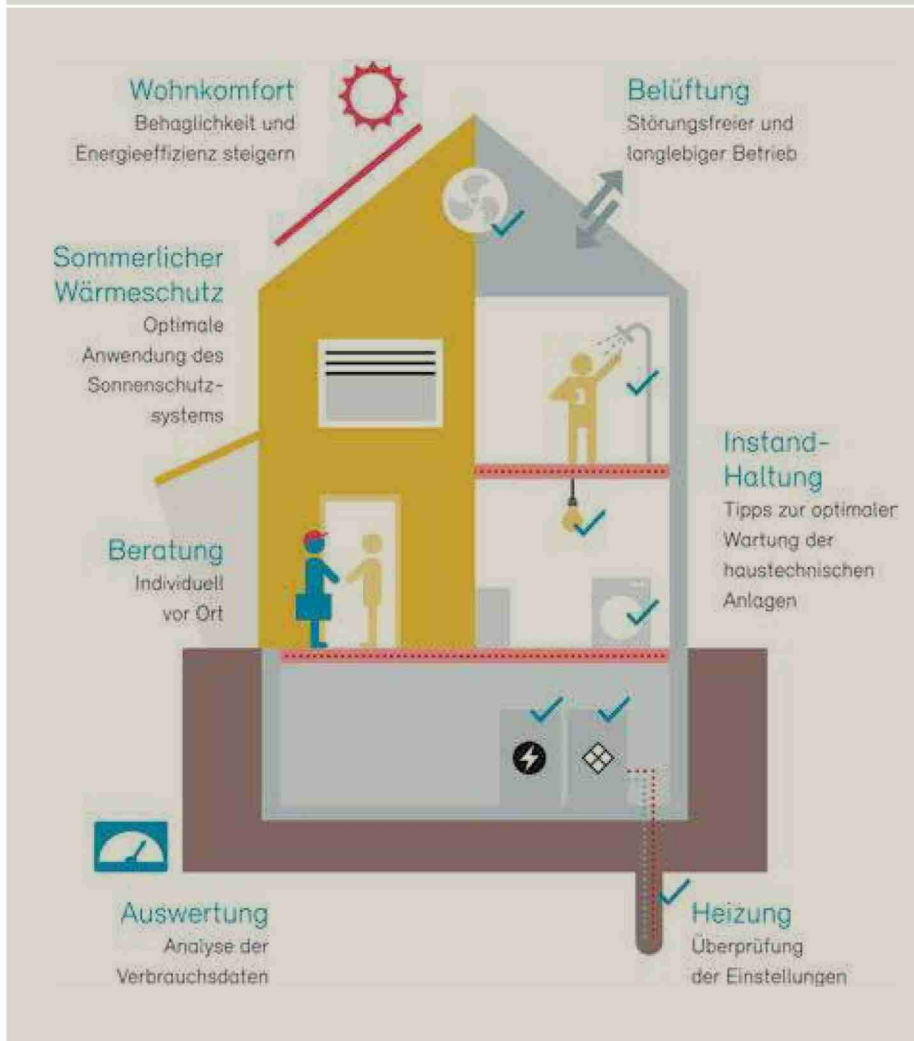 Wohnkomfort
Behaglichkeit und
Energieeffizienz steigern
Belüftung
Störungsfreier und
langlebiger Betrieb
Sommerlicher
Wärmeschutz
Optimale
Anwendung des
Sonnenschutz-
systems
Instand-
Haltung
Tipps zur optimaler
Wartung der
haustechnischen
Anlagen
Beratung
Individuell
vor Ort
Auswertung
Analyse der
Verbrauchsdaten
Heizung
Überprüfung
der Einstellungen